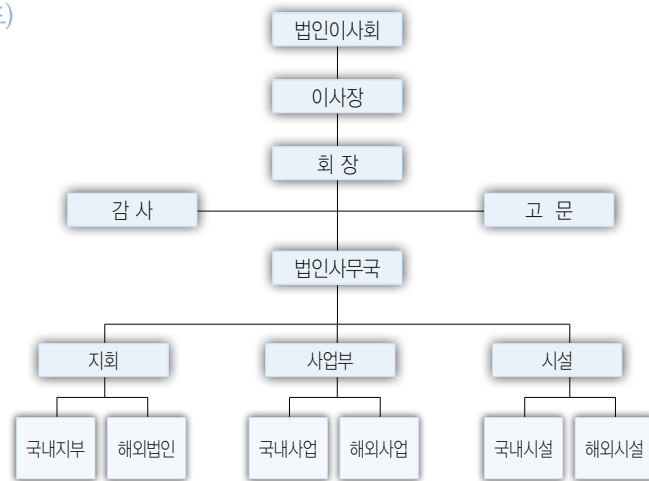 법인이사회
이사장
회 장
감 사
고 문
법인사무국
지회
사업부
시설
국내지부
해외법인
국내사업
해외사업
국내시설
해외시설